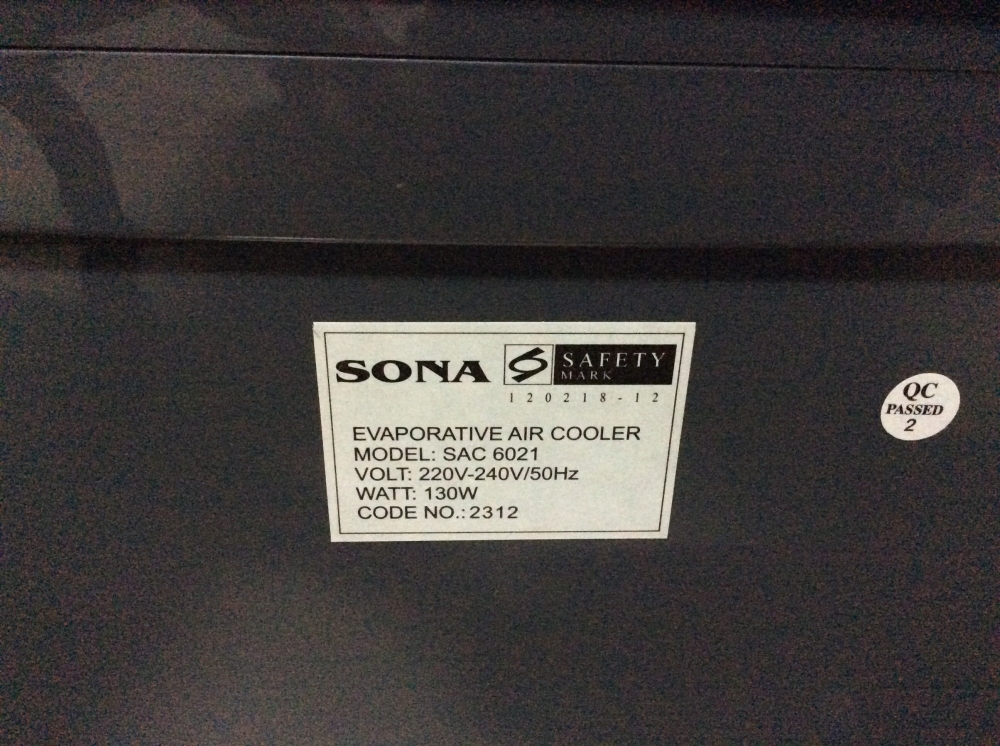 SONA
SAFETY
MARK
120218-12
EVAPORATIVE AIR COOLER
MODEL: SAC 6021
VOLT: 220V-240V/50Hz
WATT: 130W
CODE NO.: 2312
QC
PASSED
2